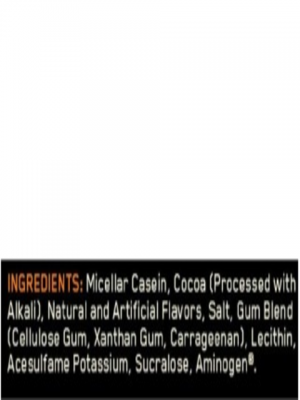 INGREDIENTS: Micellar Casein, Cocoa (Processed with
Alkali), Natural and Artificial Flavors, Salt, Gum Blend
(Cellulose Gum, Xanthan Gum, Carrageenan), Lecithin,
Acesulfame Potassium, Sucralose, Aminogen®.